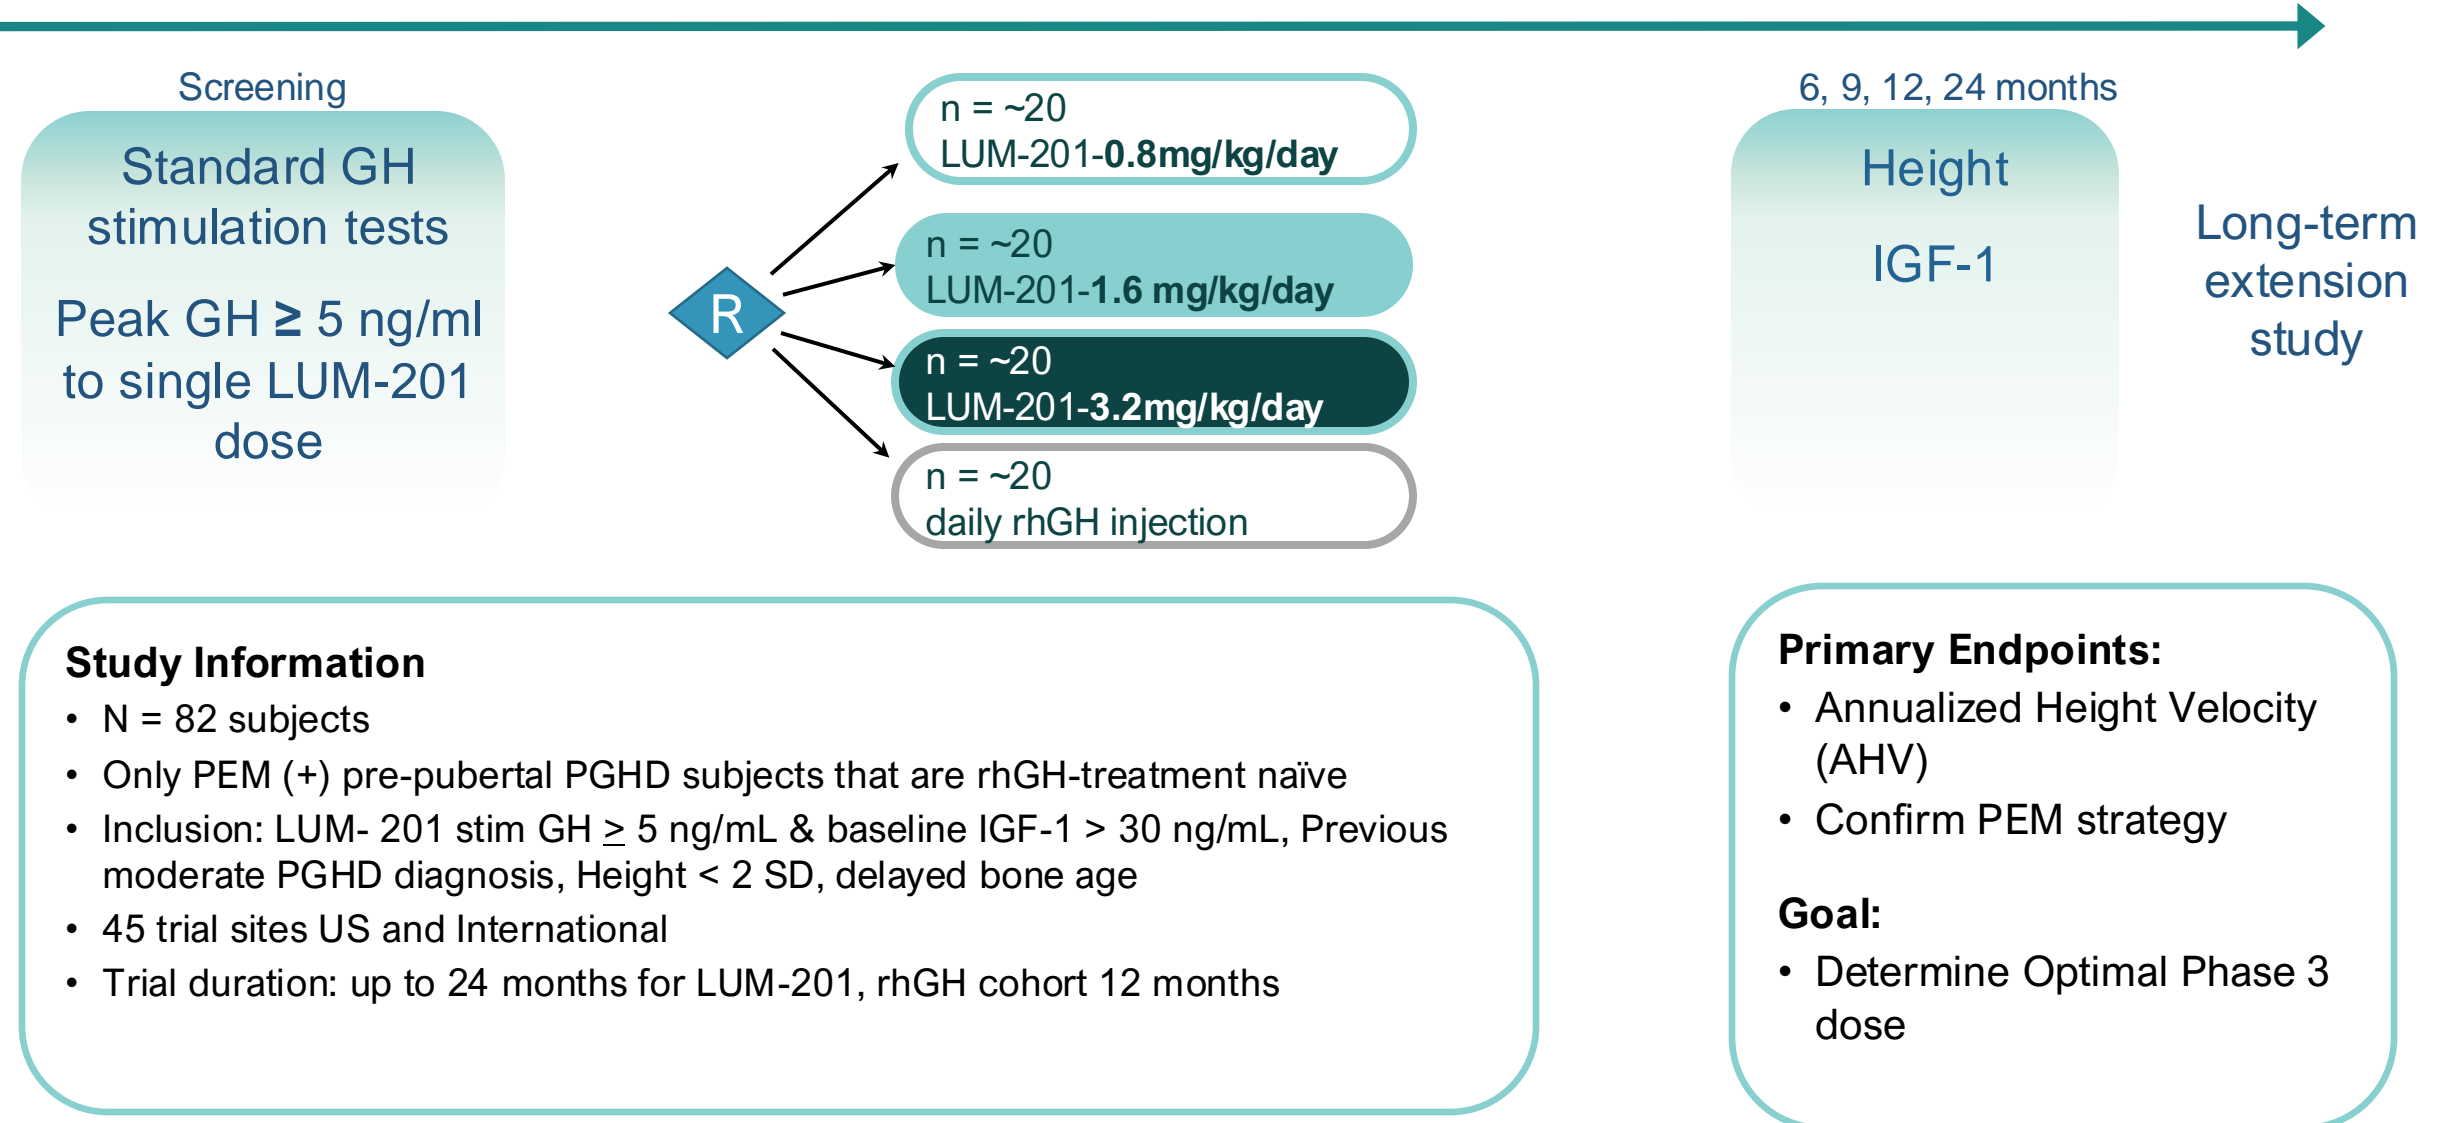 Screening
Standard GH
stimulation tests
Peak GH ≥ 5 ng/ml
to single LUM-201
dose
R
n = ~20
LUM-201-0.8mg/kg/day
n = ~20
LUM-201-1.6 mg/kg/day
n = ~20
LUM-201-3.2mg/kg/day
n = ~20
daily rhGH injection
6, 9, 12, 24 months
Height
IGF-1
Long-term
extension
study
Study Information
• N = 82 subjects
• Only PEM (+) pre-pubertal PGHD subjects that are rhGH-treatment naïve
• Inclusion: LUM- 201 stim GH ≥ 5 ng/mL & baseline IGF-1 > 30 ng/mL, Previous
moderate PGHD diagnosis, Height < 2 SD, delayed bone age
• 45 trial sites US and International
• Trial duration: up to 24 months for LUM-201, rhGH cohort 12 months
Primary Endpoints:
• Annualized Height Velocity
(AHV)
• Confirm PEM strategy
Goal:
• Determine Optimal Phase 3
dose